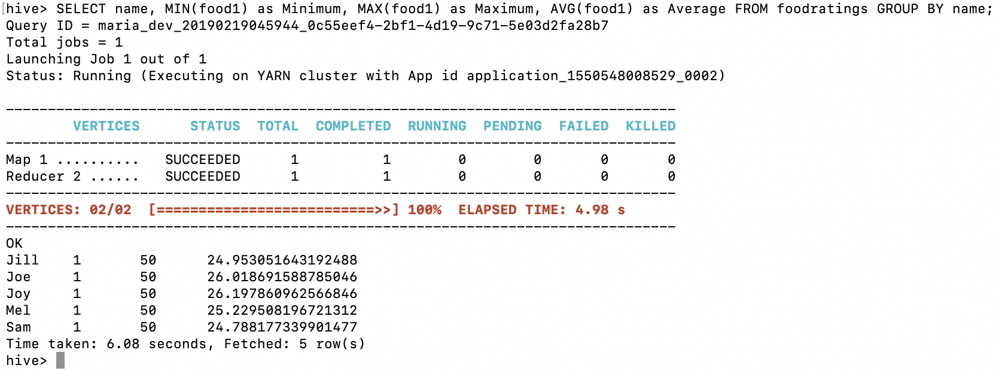 [hive> SELECT name, MIN(food1) as Minimum, MAX(food1) as Maximum, AVG(food1) as Average FROM foodratings GROUP BY name;
Query ID = maria_dev_20190219045944_0c55eef4-2bf1-4d19-9c71-5e03d2fa28b7
Total jobs = 1
Launching Job 1 out of 1
Status: Running (Executing on YARN cluster with App id application_1550548008529_0002)
--------------------------------------------------------------------------------
        VERTICES      STATUS  TOTAL  COMPLETED  RUNNING  PENDING  FAILED  KILLED
--------------------------------------------------------------------------------
Map 1 ..........   SUCCEEDED      1          1        0        0       0       0
Reducer 2 ......   SUCCEEDED      1          1        0        0       0       0
--------------------------------------------------------------------------------
VERTICES: 02/02  [==========================>>] 100%  ELAPSED TIME: 4.98 s
--------------------------------------------------------------------------------
OK
Jill    1       50      24.953051643192488
Joe     1       50      26.018691588785046
Joy     1       50      26.197860962566846
Mel     1       50      25.229508196721312
Sam     1       50      24.788177339901477
Time taken: 6.08 seconds, Fetched: 5 row(s)
hive>